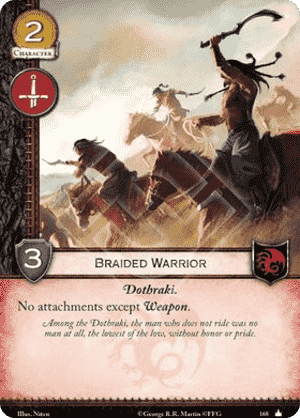 2
CHARACTER
3
BRAIDED WARRIOR
Dothraki.
No attachments except Weapon.
Among the Dothraki, the man who does not ride was no
man at all, the lowest of the low, without honor or pride.
Illus. Niten
©George R.R. Martin ©FFG
168